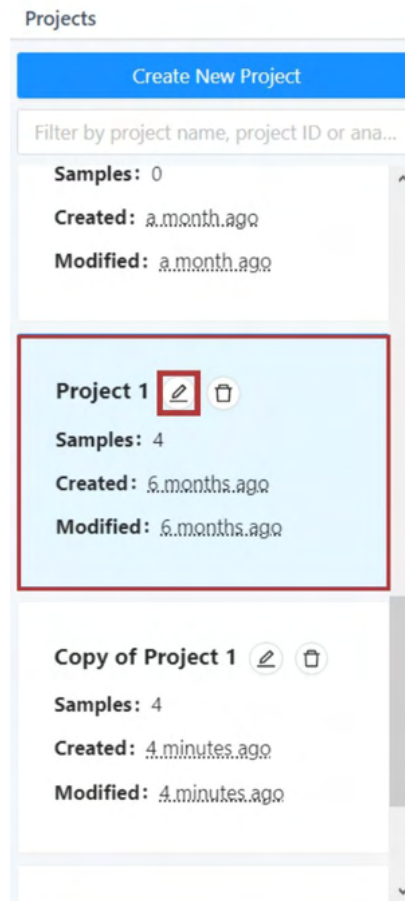 Projects
Create New Project
Filter by project name, project ID or ana...
Samples: 0
Created: a month ago
Modified: a month ago
Project 1
Samples: 4
Created: 6 months ago
Modified: 6 months ago
Copy of Project 1
Samples: 4
Created: 4 minutes ago
Modified: 4 minutes ago